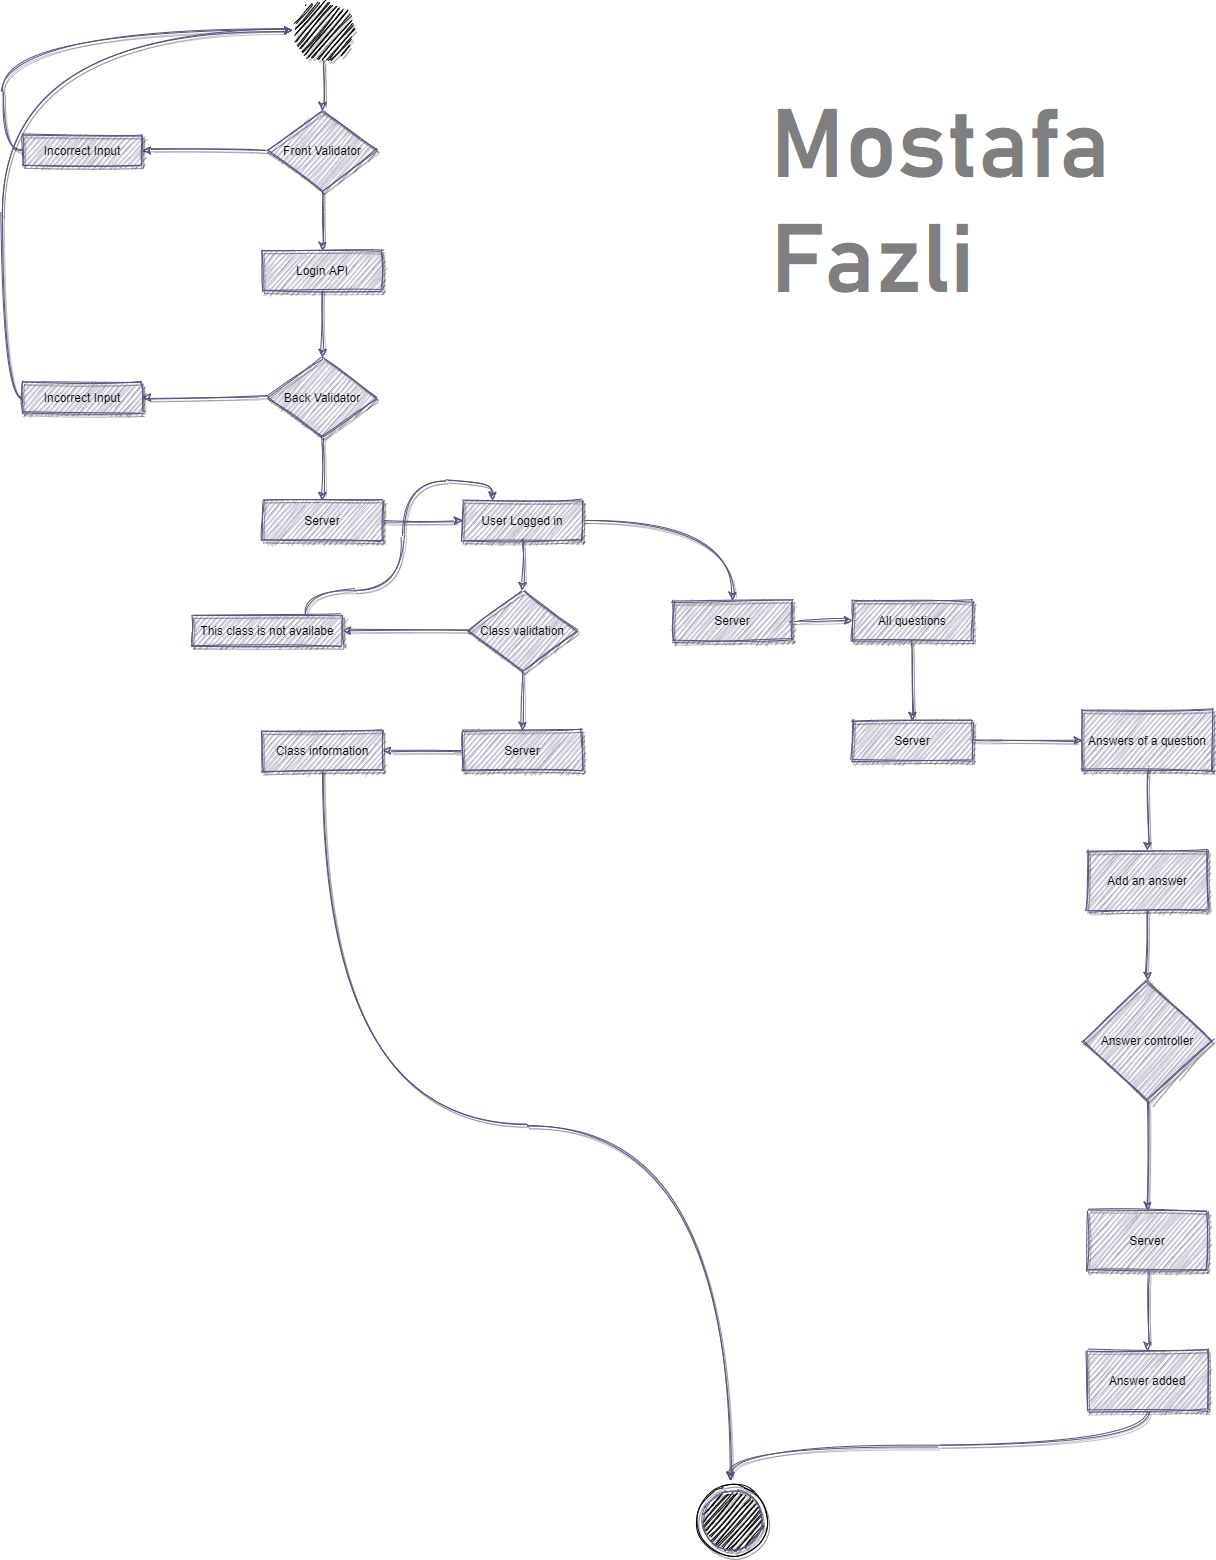 Mostafa
Fazli
Incorrect Input
Front Validator
Login API
Incorrect Input
Back Validator
Server
User Logged in
This class is not availabe
Class validation
Server
All questions
Class information
Server
Server
Answers of a question
Add an answer
Answer controller
Server
Answer added